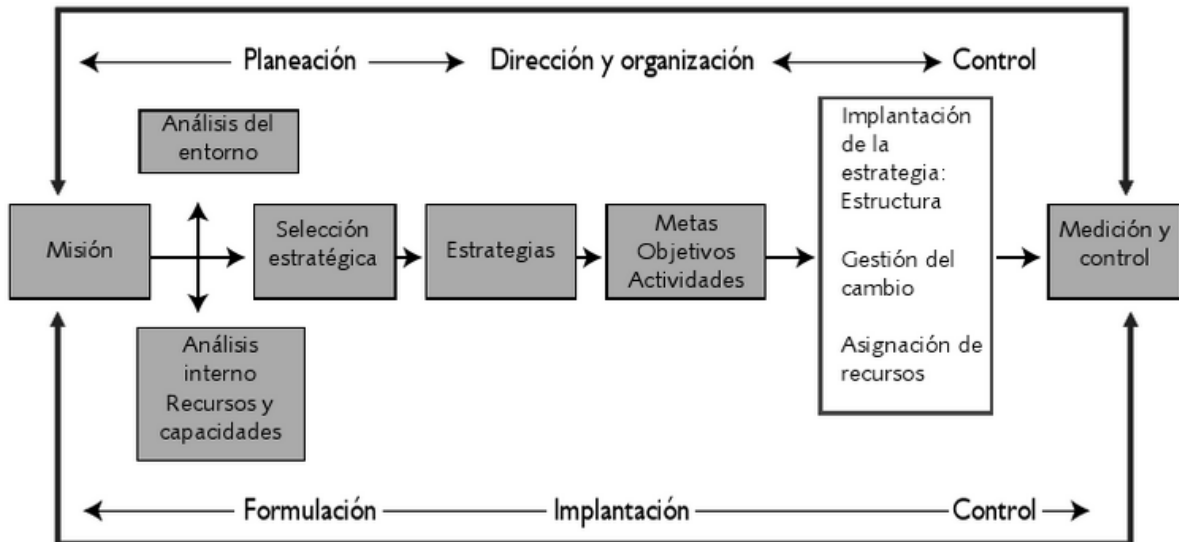 Planeación
Dirección y organización
Control
Análisis del
entorno
Misión
Análisis
interno
Recursos y
capacidades
Selección
estratégica
Estrategias
Metas
Objetivos
Actividades
Implantación
de la
estrategia:
Estructura
Gestión del
cambio
Asignación de
recursos
Medición y
control
Formulación
Implantación
Control